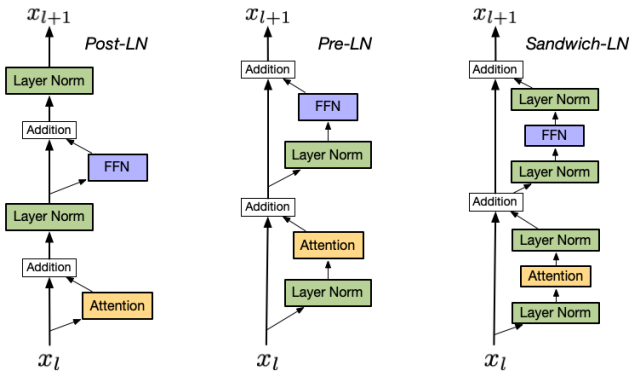 x_{l+1}
Post-LN
Layer Norm
Addition
FFN
Layer Norm
Addition
Attention
x_l
x_{l+1}
Pre-LN
Addition
FFN
Layer Norm
Addition
Attention
Layer Norm
x_l
x_{l+1}
Sandwich-LN
Addition
Layer Norm
FFN
Layer Norm
Addition
Layer Norm
Attention
Layer Norm
x_l